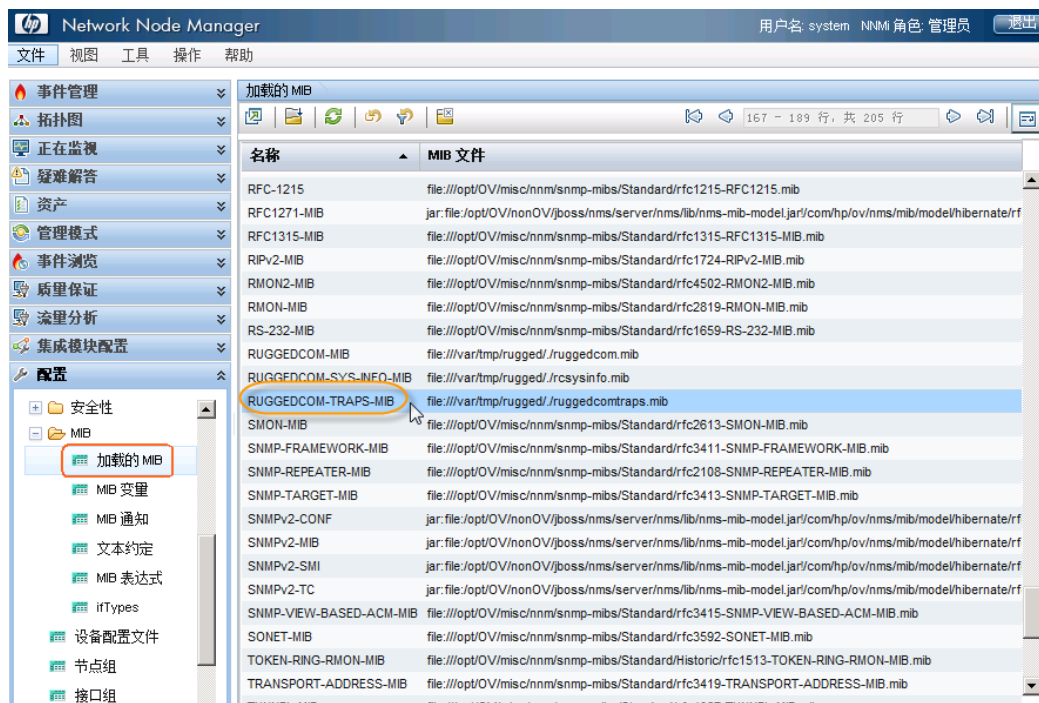 hp Network Node Manager 用户名: system NNMi 角色: 管理员 退出
文件 视图 工具 操作 帮助
事件管理
拓扑图
正在监视
疑难解答
资产
管理模式
事件浏览
质量保证
流量分析
集成模块配置
配置
安全性
MIB
加载的 MIB
MIB 变量
MIB 通知
文本约定
MIB 表达式
ifTypes
设备配置文件
节点组
接口组
加载的 MIB
167 - 189 行, 共 205 行
名称 MIB 文件
RFC-1215 file:///opt/OV/misc/nnm/snmp-mibs/Standard/rfc1215-RFC1215.mib
RFC1271-MIB jar:file:/opt/OV/nonOV/jboss/nms/server/nms/lib/nms-mib-model.jar!/com/hp/ov/nms/mib/model/hibernate/rf
RFC1315-MIB file:///opt/OV/misc/nnm/snmp-mibs/Standard/rfc1315-RFC1315-MIB.mib
RIPv2-MIB file:///opt/OV/misc/nnm/snmp-mibs/Standard/rfc1724-RIPv2-MIB.mib
RMON2-MIB file:///opt/OV/misc/nnm/snmp-mibs/Standard/rfc4502-RMON2-MIB.mib
RMON-MIB file:///opt/OV/misc/nnm/snmp-mibs/Standard/rfc2819-RMON-MIB.mib
RS-232-MIB file:///opt/OV/misc/nnm/snmp-mibs/Standard/rfc1659-RS-232-MIB.mib
RUGGEDCOM-MIB file:///var/tmp/rugged/./ruggedcom.mib
RUGGEDCOM-SYS-INFO-MIB file:///var/tmp/rugged/./rcsysinfo.mib
RUGGEDCOM-TRAPS-MIB file:///var/tmp/rugged/./ruggedcomtraps.mib
SMON-MIB file:///opt/OV/misc/nnm/snmp-mibs/Standard/rfc2613-SMON-MIB.mib
SNMP-FRAMEWORK-MIB file:///opt/OV/misc/nnm/snmp-mibs/Standard/rfc3411-SNMP-FRAMEWORK-MIB.mib
SNMP-REPEATER-MIB file:///opt/OV/misc/nnm/snmp-mibs/Standard/rfc2108-SNMP-REPEATER-MIB.mib
SNMP-TARGET-MIB file:///opt/OV/misc/nnm/snmp-mibs/Standard/rfc3413-SNMP-TARGET-MIB.mib
SNMPv2-CONF jar:file:/opt/OV/nonOV/jboss/nms/server/nms/lib/nms-mib-model.jar!/com/hp/ov/nms/mib/model/hibernate/rf
SNMPv2-MIB jar:file:/opt/OV/nonOV/jboss/nms/server/nms/lib/nms-mib-model.jar!/com/hp/ov/nms/mib/model/hibernate/rf
SNMPv2-SMI jar:file:/opt/OV/nonOV/jboss/nms/server/nms/lib/nms-mib-model.jar!/com/hp/ov/nms/mib/model/hibernate/rf
SNMPv2-TC jar:file:/opt/OV/nonOV/jboss/nms/server/nms/lib/nms-mib-model.jar!/com/hp/ov/nms/mib/model/hibernate/rf
SNMP-VIEW-BASED-ACM-MIB file:///opt/OV/misc/nnm/snmp-mibs/Standard/rfc3415-SNMP-VIEW-BASED-ACM-MIB.mib
SONET-MIB file:///opt/OV/misc/nnm/snmp-mibs/Standard/rfc3592-SONET-MIB.mib
TOKEN-RING-RMON-MIB file:///opt/OV/misc/nnm/snmp-mibs/Standard/Historic/rfc1513-TOKEN-RING-RMON-MIB.mib
TRANSPORT-ADDRESS-MIB file:///opt/OV/misc/nnm/snmp-mibs/Standard/rfc3419-TRANSPORT-ADDRESS-MIB.mib